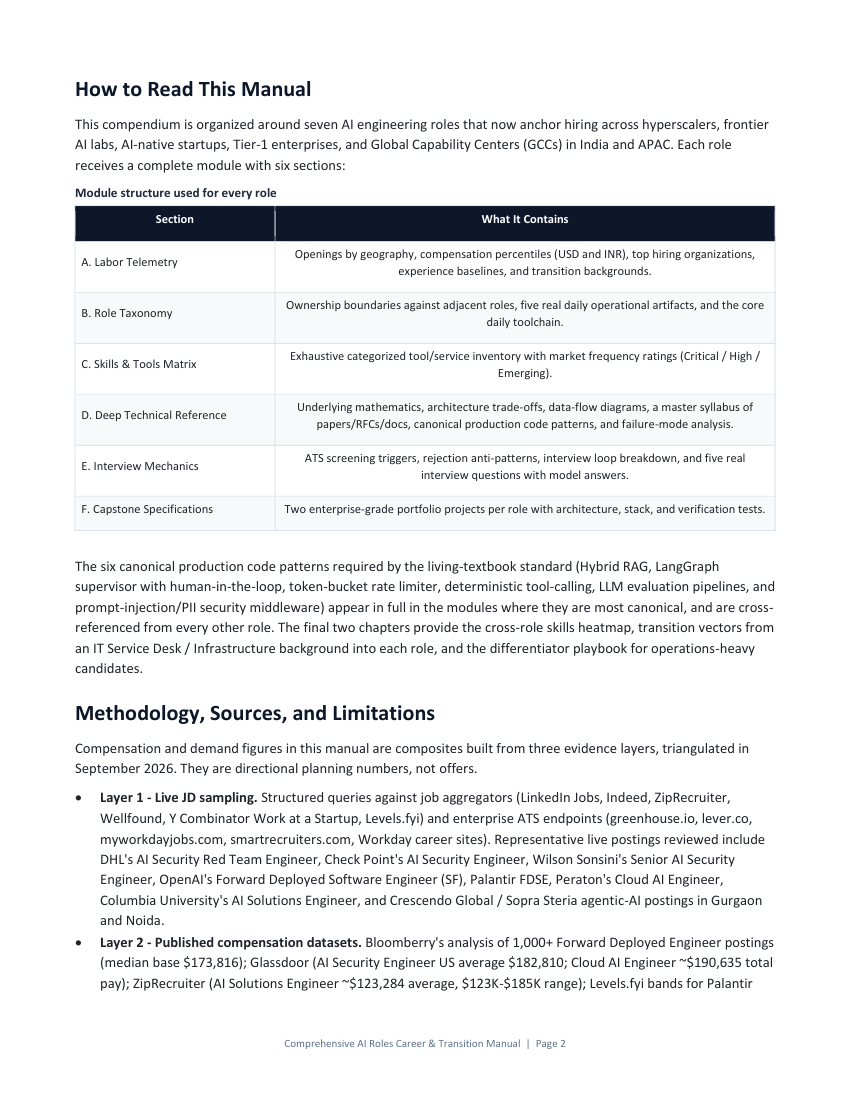 How to Read This Manual
This compendium is organized around seven AI engineering roles that now anchor hiring across hyperscalers, frontier
AI labs, AI-native startups, Tier-1 enterprises, and Global Capability Centers (GCCs) in India and APAC. Each role
receives a complete module with six sections:
Module structure used for every role
Section What It Contains
A. Labor Telemetry
Openings by geography, compensation percentiles (USD and INR), top hiring organizations,
experience baselines, and transition backgrounds.
B. Role Taxonomy
Ownership boundaries against adjacent roles, five real daily operational artifacts, and the core
daily toolchain.
C. Skills & Tools Matrix
Exhaustive categorized tool/service inventory with market frequency ratings (Critical / High /
Emerging).
D. Deep Technical Reference
Underlying mathematics, architecture trade-offs, data-flow diagrams, a master syllabus of
papers/RFCs/docs, canonical production code patterns, and failure-mode analysis.
E. Interview Mechanics
ATS screening triggers, rejection anti-patterns, interview loop breakdown, and five real
interview questions with model answers.
F. Capstone Specifications
Two enterprise-grade portfolio projects per role with architecture, stack, and verification tests.
The six canonical production code patterns required by the living-textbook standard (Hybrid RAG, LangGraph
supervisor with human-in-the-loop, token-bucket rate limiter, deterministic tool-calling, LLM evaluation pipelines, and
prompt-injection/PII security middleware) appear in full in the modules where they are most canonical, and are cross-
referenced from every other role. The final two chapters provide the cross-role skills heatmap, transition vectors from
an IT Service Desk / Infrastructure background into each role, and the differentiator playbook for operations-heavy
candidates.
Methodology, Sources, and Limitations
Compensation and demand figures in this manual are composites built from three evidence layers, triangulated in
September 2026. They are directional planning numbers, not offers.
• Layer 1 - Live JD sampling. Structured queries against job aggregators (LinkedIn Jobs, Indeed, ZipRecruiter,
Wellfound, Y Combinator Work at a Startup, Levels.fyi) and enterprise ATS endpoints (greenhouse.io, lever.co,
myworkdayjobs.com, smartrecruiters.com, Workday career sites). Representative live postings reviewed include
DHL's AI Security Red Team Engineer, Check Point's AI Security Engineer, Wilson Sonsini's Senior AI Security
Engineer, OpenAI's Forward Deployed Software Engineer (SF), Palantir FDSE, Peraton's Cloud AI Engineer,
Columbia University's AI Solutions Engineer, and Crescendo Global / Sopra Steria agentic-AI postings in Gurgaon
and Noida.
• Layer 2 - Published compensation datasets. Bloomberry's analysis of 1,000+ Forward Deployed Engineer postings
(median base $173,816); Glassdoor (AI Security Engineer US average $182,810; Cloud AI Engineer ~$190,635 total
pay); ZipRecruiter (AI Solutions Engineer ~$123,284 average, $123K-$185K range); Levels.fyi bands for Palantir
Comprehensive AI Roles Career & Transition Manual | Page 2